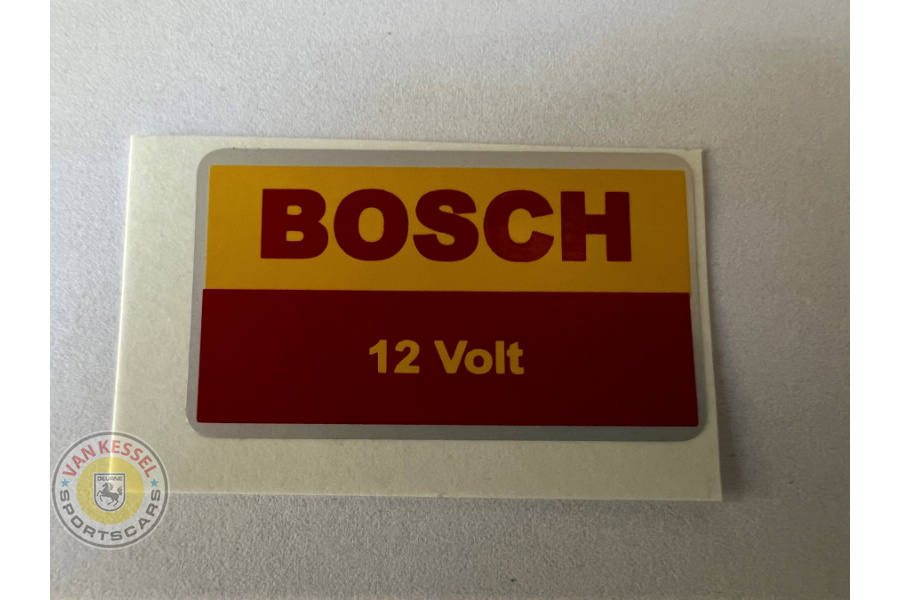 BOSCH
12 Volt
VAN KESSEL
DEURNE
SPORTSCARS